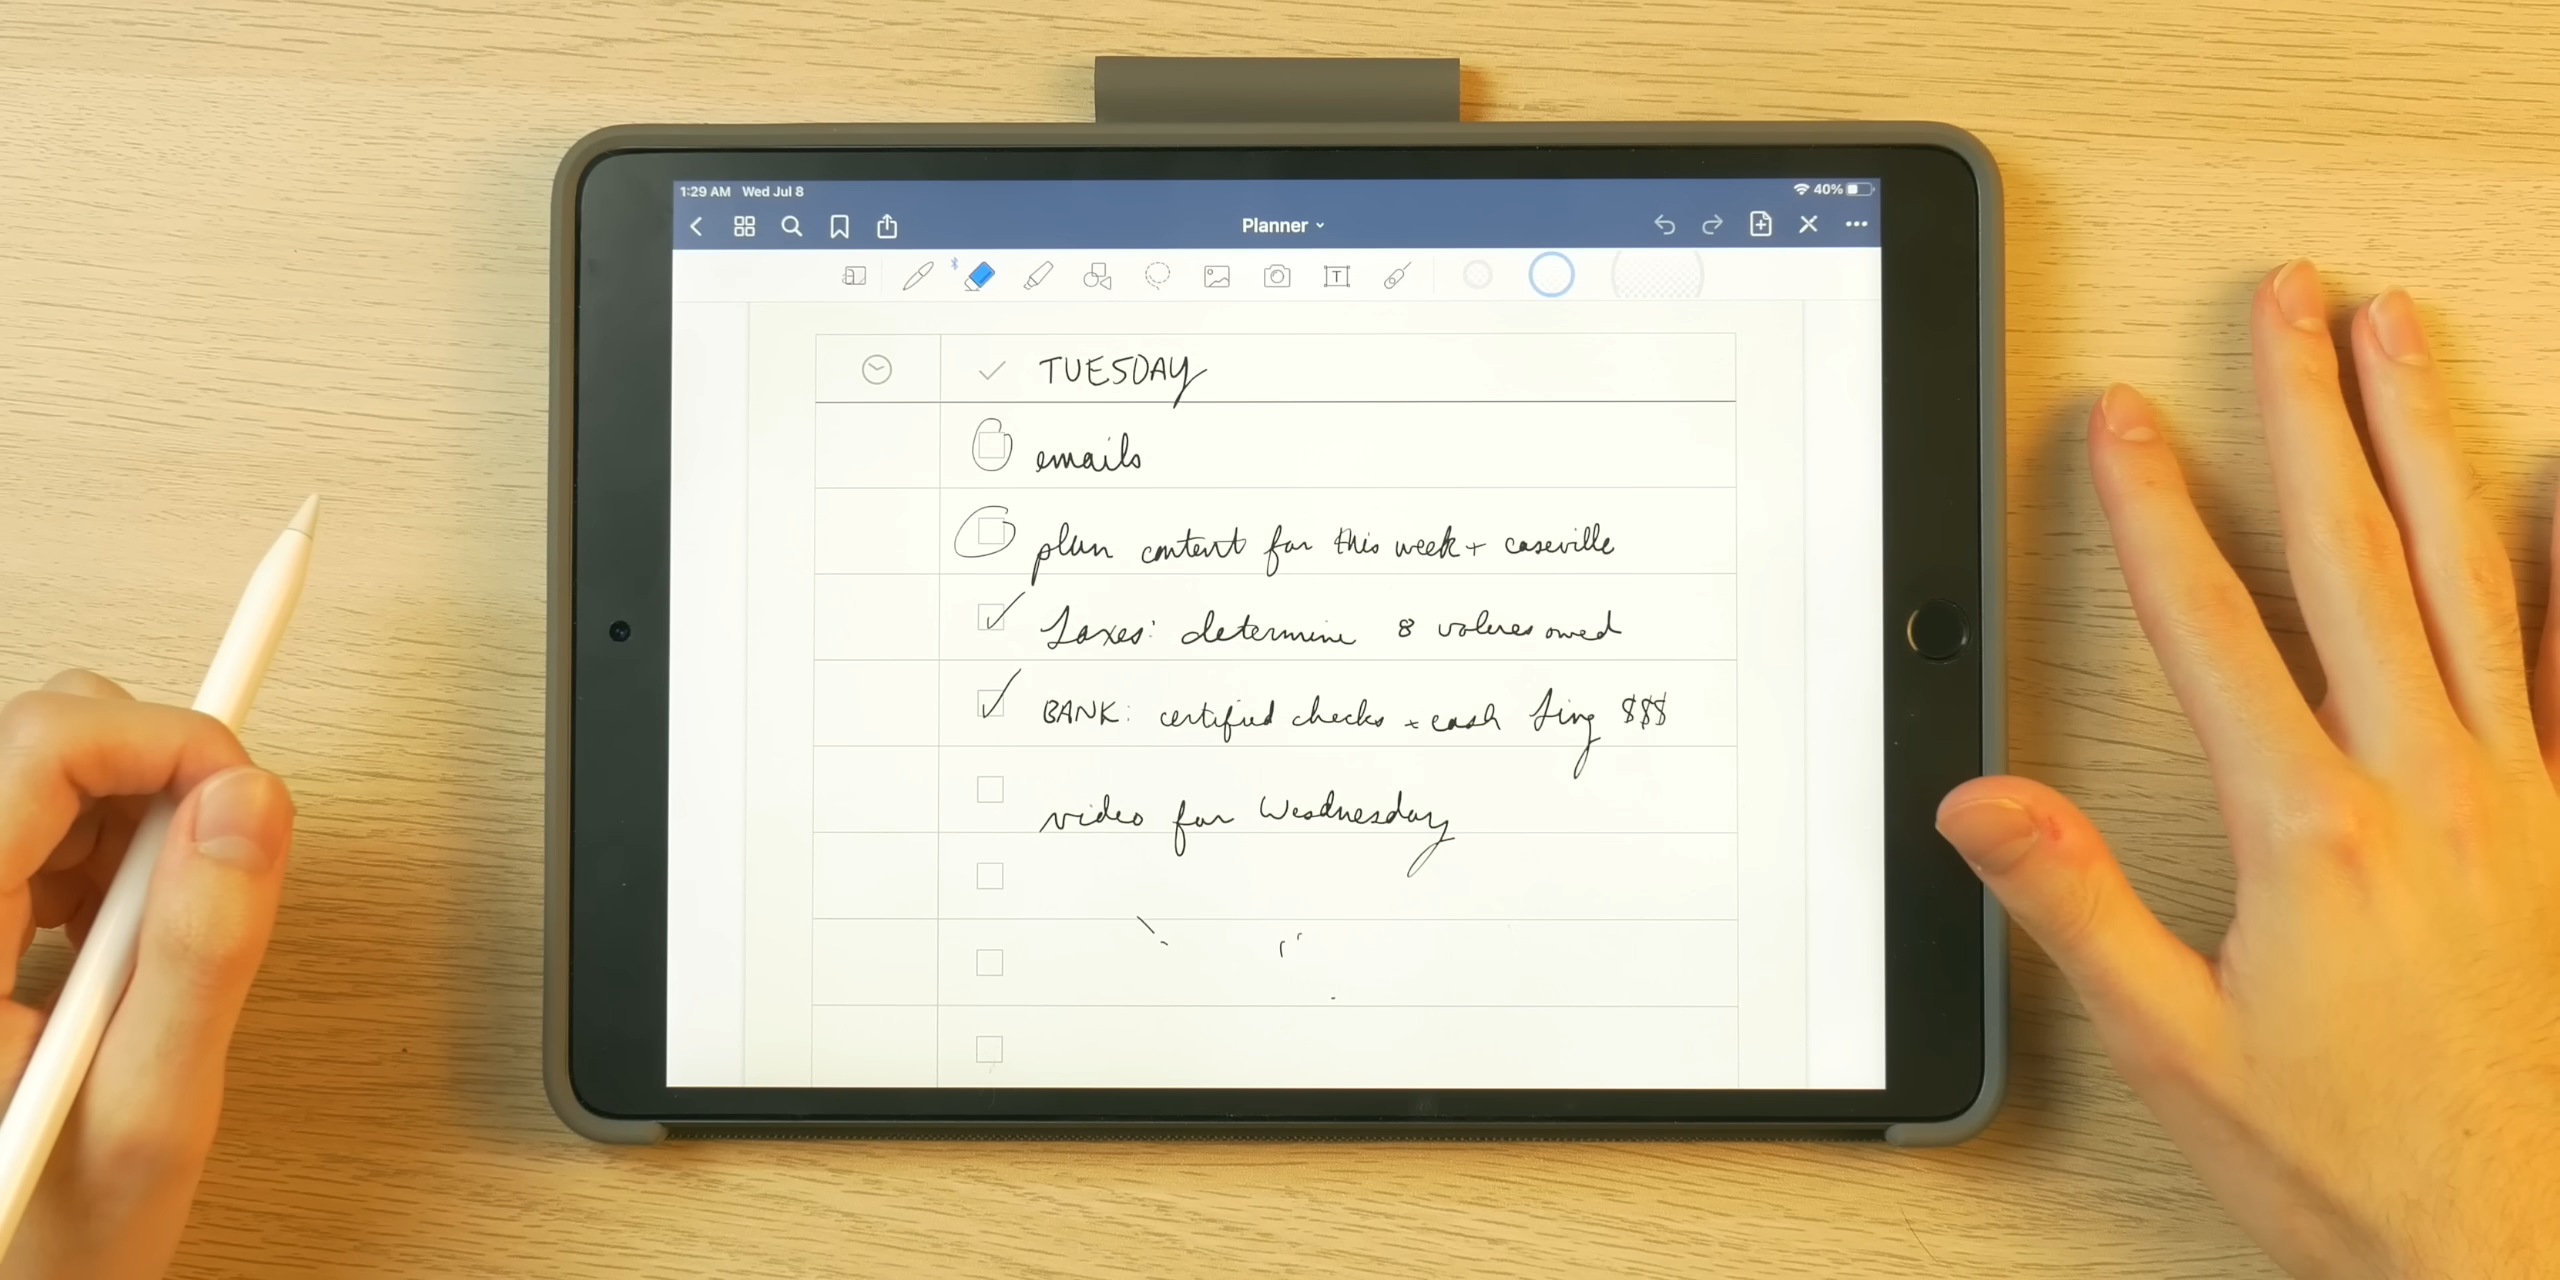 1:29 AM Wed Jul 8 40%
Planner
T
TUESDAY
emails
plan content for this week + caseville
Taxes: determine 8 values owed
BANK: certified checks + cash $$$
video for Wednesday